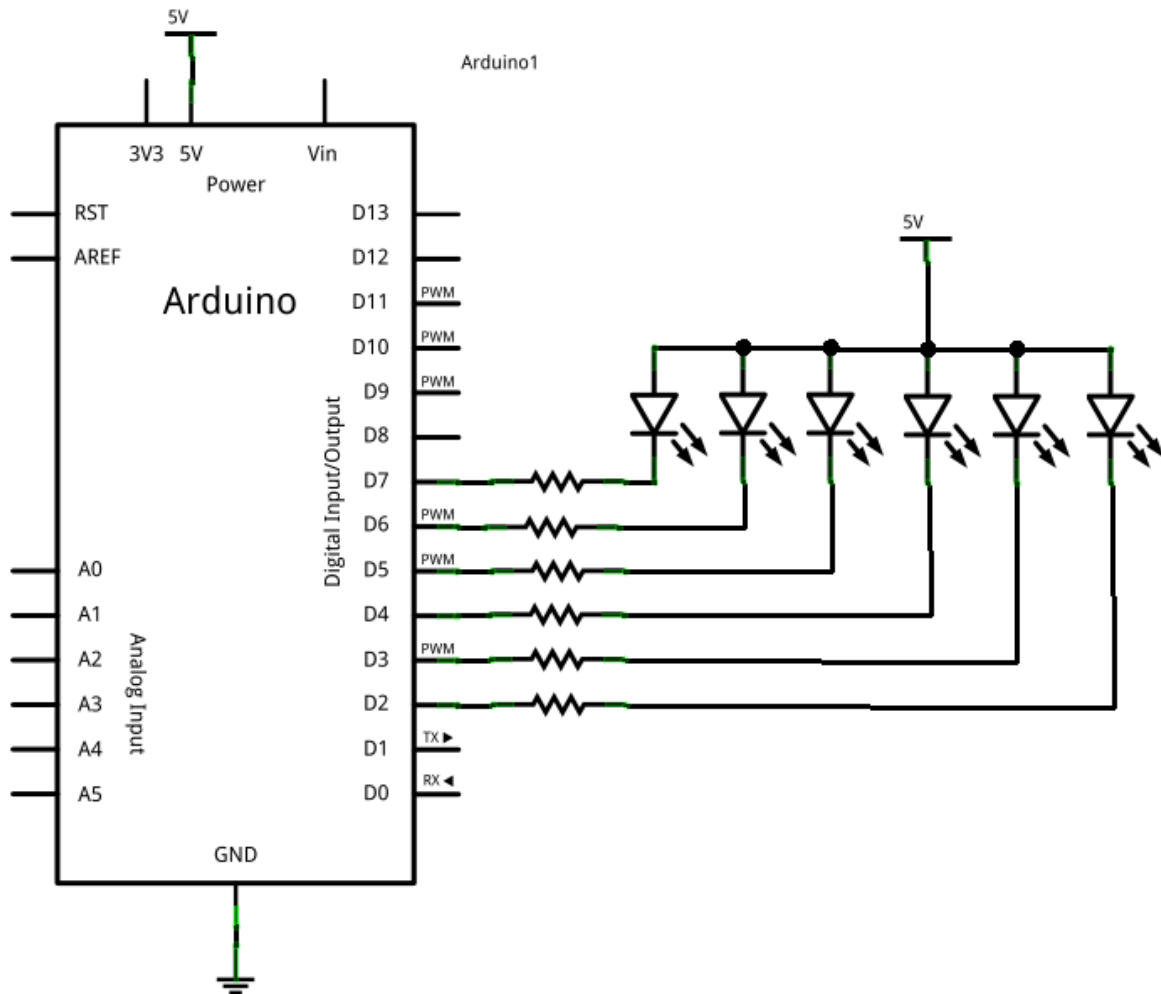 5V
Arduino1
3V3 5V Vin
Power
RST D13
5V
AREF D12
Arduino D11 PWM
D10 PWM
D9 PWM
D8
Digital Input/Output
D7
D6 PWM
A0 D5 PWM
A1 D4
Analog Input
A2 D3 PWM
A3 D2
A4 D1 TX ▶
A5 D0 RX ◀
GND